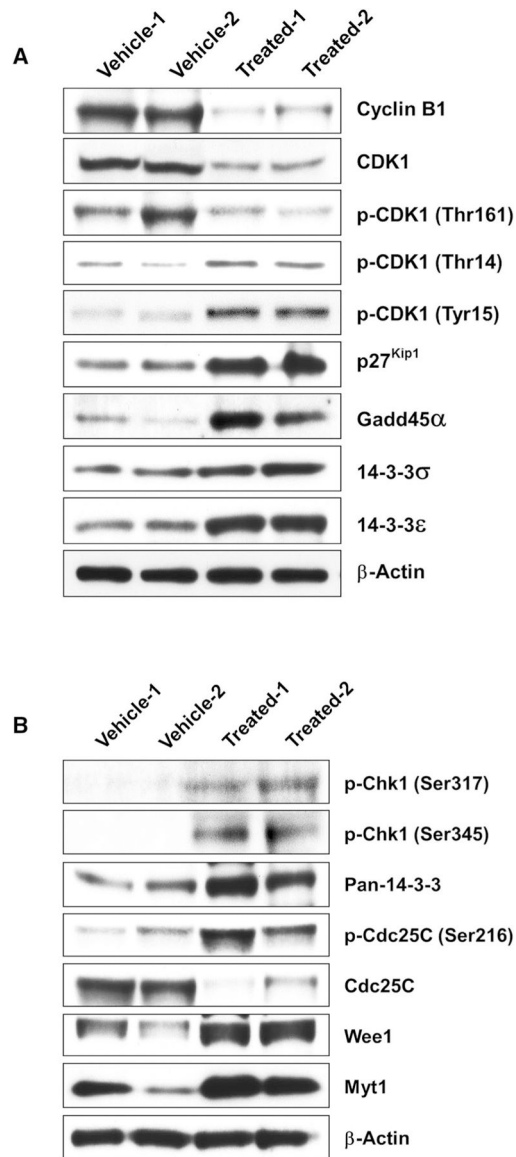 A
Vehicle-1 Vehicle-2 Treated-1 Treated-2
Cyclin B1
CDK1
p-CDK1 (Thr161)
p-CDK1 (Thr14)
p-CDK1 (Tyr15)
p27Kip1
Gadd45α
14-3-3σ
14-3-3ε
β-Actin
B
Vehicle-1 Vehicle-2 Treated-1 Treated-2
p-Chk1 (Ser317)
p-Chk1 (Ser345)
Pan-14-3-3
p-Cdc25C (Ser216)
Cdc25C
Wee1
Myt1
β-Actin